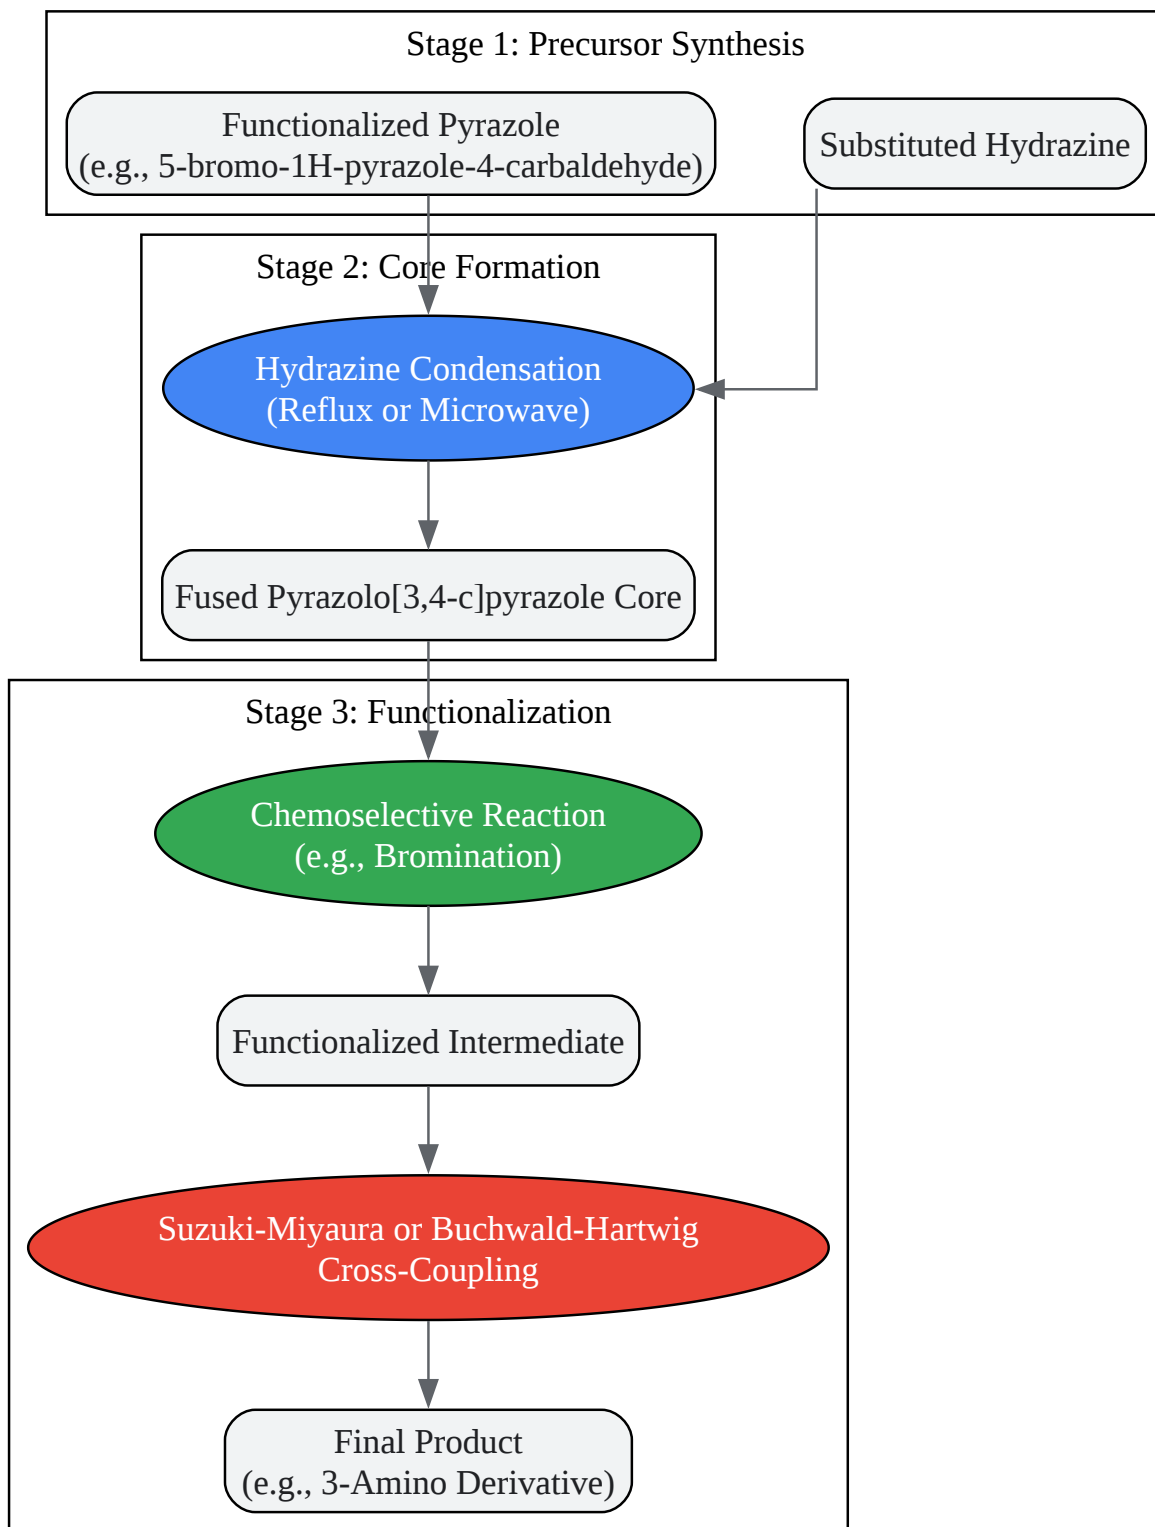 Stage 1: Precursor Synthesis
Functionalized Pyrazole
(e.g., 5-bromo-1H-pyrazole-4-carbaldehyde)
Substituted Hydrazine
Stage 2: Core Formation
Hydrazine Condensation
(Reflux or Microwave)
Fused Pyrazolo[3,4-c]pyrazole Core
Stage 3: Functionalization
Chemoselective Reaction
(e.g., Bromination)
Functionalized Intermediate
Suzuki-Miyaura or Buchwald-Hartwig
Cross-Coupling
Final Product
(e.g., 3-Amino Derivative)